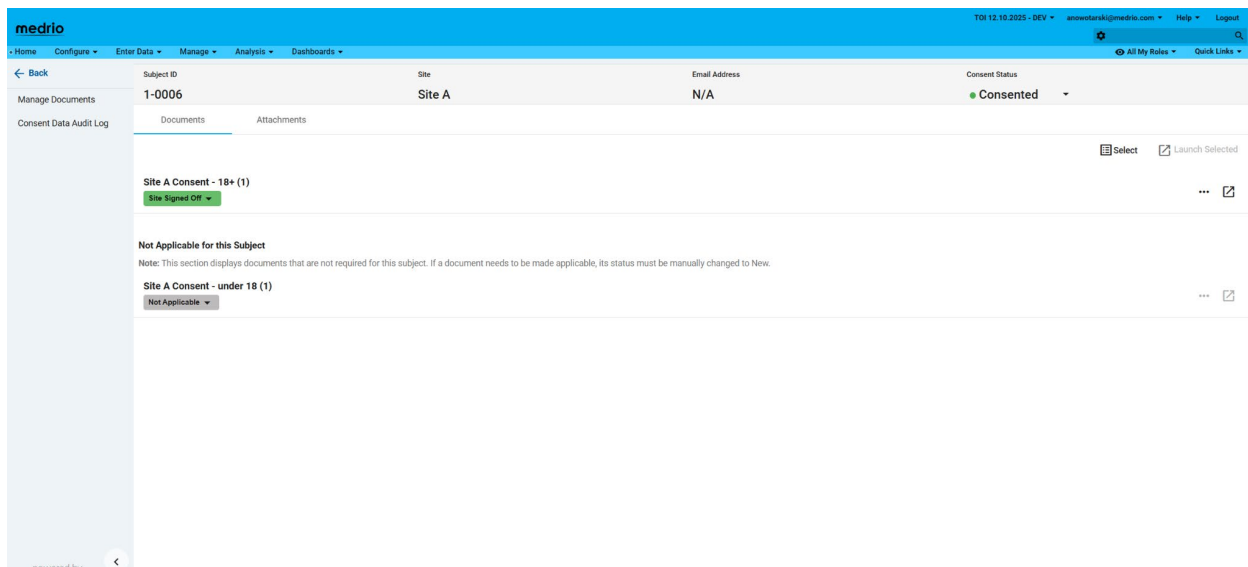 TOI 12.10.2025 - DEV anowotarski@medrio.com Help Logout
medrio
Home Configure Enter Data Manage Analysis Dashboards All My Roles Quick Links
Back
Manage Documents
Consent Data Audit Log
Subject ID Site Email Address Consent Status
1-0006 Site A N/A Consented
Documents Attachments
Select Launch Selected
Site A Consent - 18+ (1)
Site Signed Off
Not Applicable for this Subject
Note: This section displays documents that are not required for this subject. If a document needs to be made applicable, its status must be manually changed to New.
Site A Consent - under 18 (1)
Not Applicable